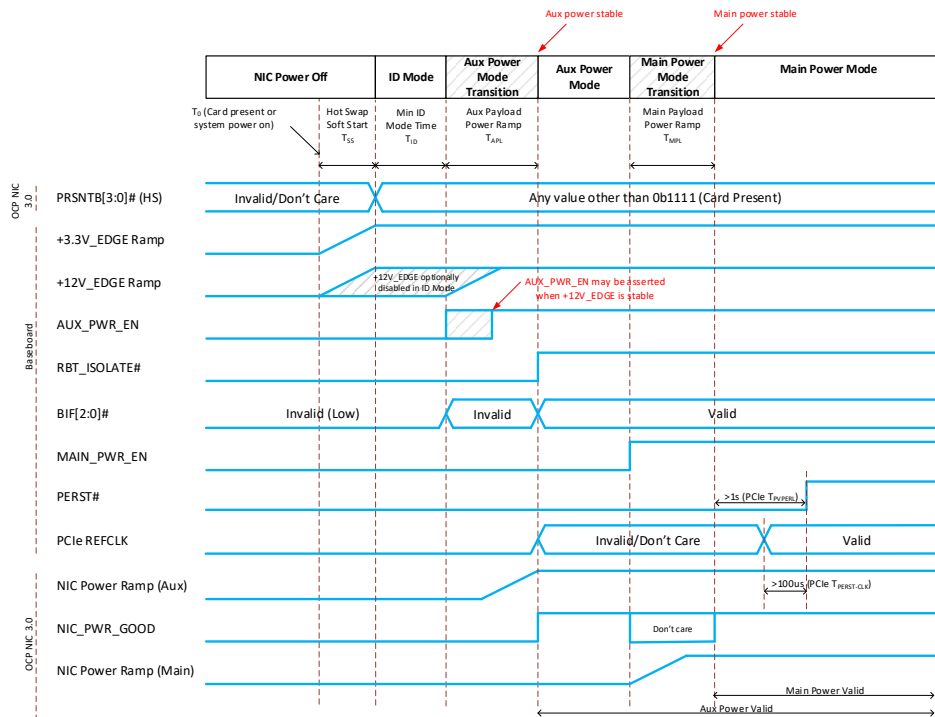 Aux power stable
Main power stable
NIC Power Off
ID Mode
Aux Power
Mode
Transition
Aux Power
Mode
Main Power
Mode
Transition
Main Power Mode
T0 (Card present or
system power on)
Hot Swap
Soft Start
TSS
Min ID
Mode Time
TID
Aux Payload
Power Ramp
TAPL
Main Payload
Power Ramp
TMPL
OCP NIC
3.0
PRSNTB[3:0]# (HS)
Invalid/Don't Care
Any value other than 0b1111 (Card Present)
Baseboard
+3.3V_EDGE Ramp
+12V_EDGE Ramp
+12V_EDGE optionally
disabled in ID Mode
AUX_PWR_EN may be asserted
when +12V_EDGE is stable
AUX_PWR_EN
RBT_ISOLATE#
BIF[2:0]#
Invalid (Low)
Invalid
Valid
MAIN_PWR_EN
PERST#
>1s (PCIe TPVPERL)
PCIe REFCLK
Invalid/Don't Care
Valid
OCP NIC 3.0
NIC Power Ramp (Aux)
>100us (PCIe TPERST-CLK)
NIC_PWR_GOOD
Don't care
NIC Power Ramp (Main)
Main Power Valid
Aux Power Valid